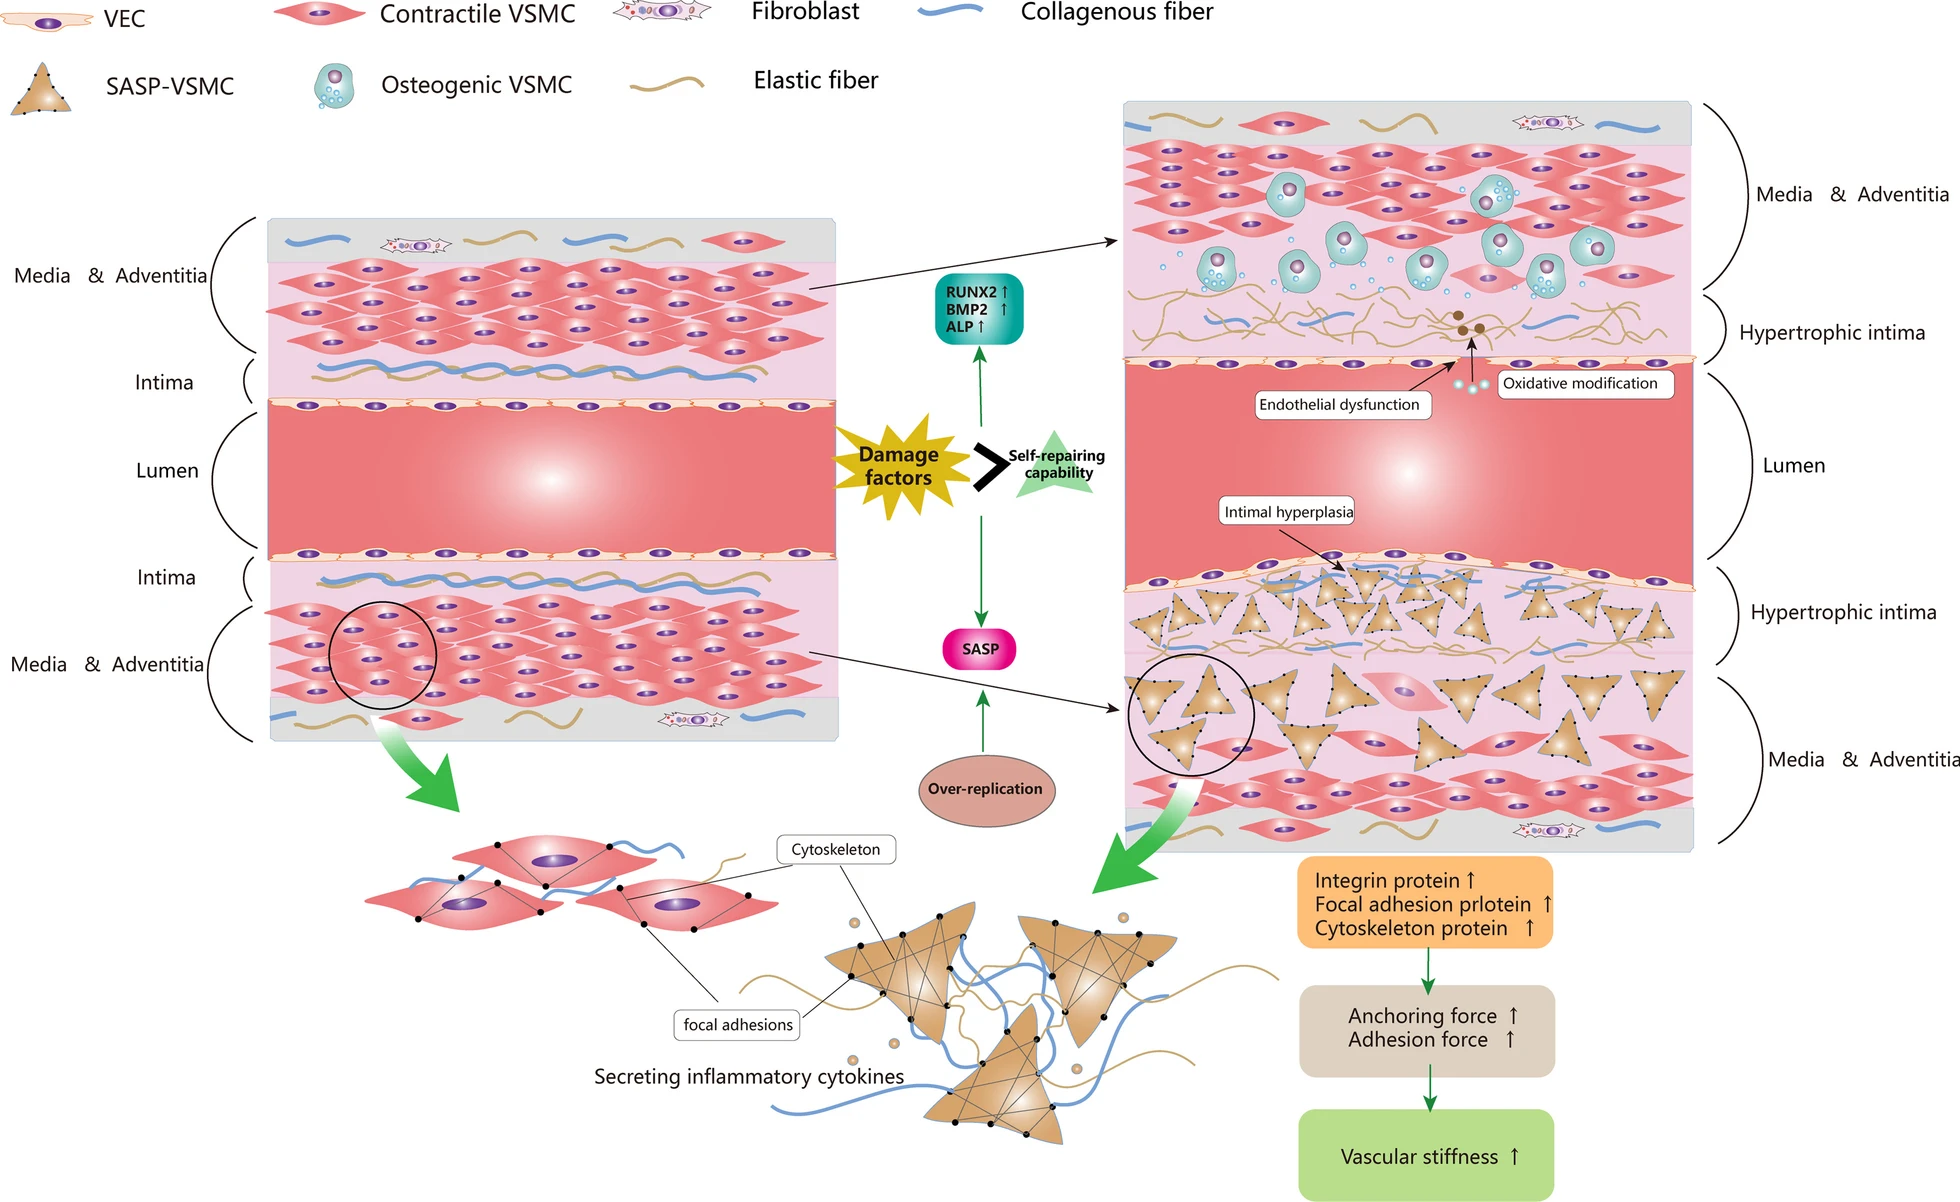 VEC
Contractile VSMC
Fibroblast
Collagenous fiber
SASP-VSMC
Osteogenic VSMC
Elastic fiber
Media & Adventitia
Intima
Lumen
Intima
Media & Adventitia
RUNX2 ↑
BMP2 ↑
ALP ↑
Damage
factors
>
Self-repairing
capability
SASP
Over-replication
Media & Adventitia
Hypertrophic intima
Oxidative modification
Endothelial dysfunction
Lumen
Intimal hyperplasia
Hypertrophic intima
Media & Adventitia
Cytoskeleton
focal adhesions
Secreting inflammatory cytokines
Integrin protein ↑
Focal adhesion prlotein ↑
Cytoskeleton protein ↑
Anchoring force ↑
Adhesion force ↑
Vascular stiffness ↑